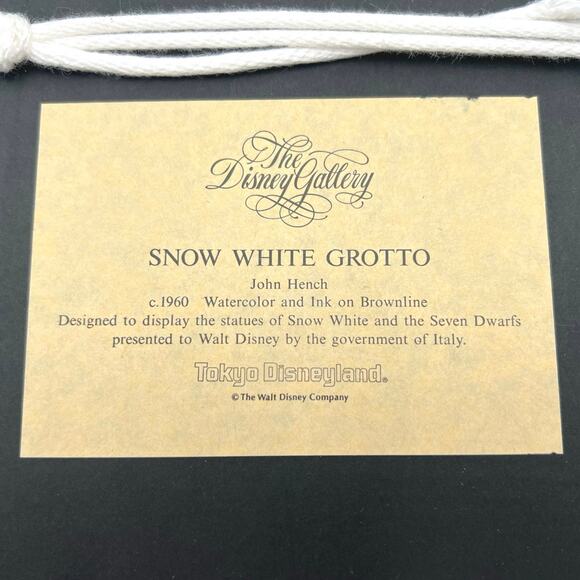 The
Disney Gallery
SNOW WHITE GROTTO
John Hench
c.1960 Watercolor and Ink on Brownline
Designed to display the statues of Snow White and the Seven Dwarfs
presented to Walt Disney by the government of Italy.
Tokyo Disneyland®
© The Walt Disney Company